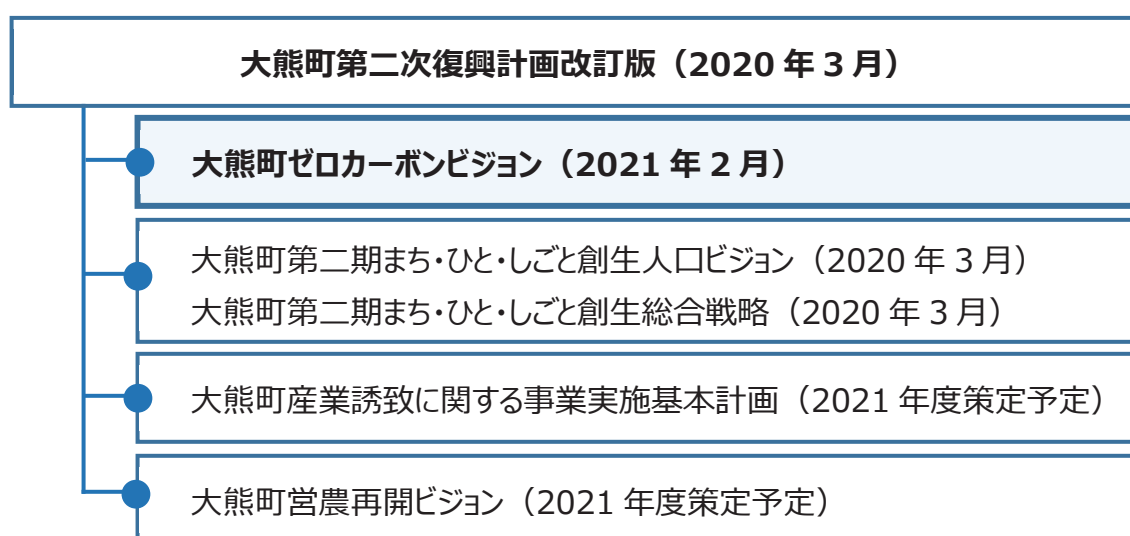 大熊町第二次復興計画改訂版（2020 年 3 月）
大熊町ゼロカーボンビジョン（2021 年 2 月）
大熊町第二期まち・ひと・しごと創生人口ビジョン（2020 年 3 月）
大熊町第二期まち・ひと・しごと創生総合戦略（2020 年 3 月）
大熊町産業誘致に関する事業実施基本計画（2021 年度策定予定）
大熊町営農再開ビジョン（2021 年度策定予定）